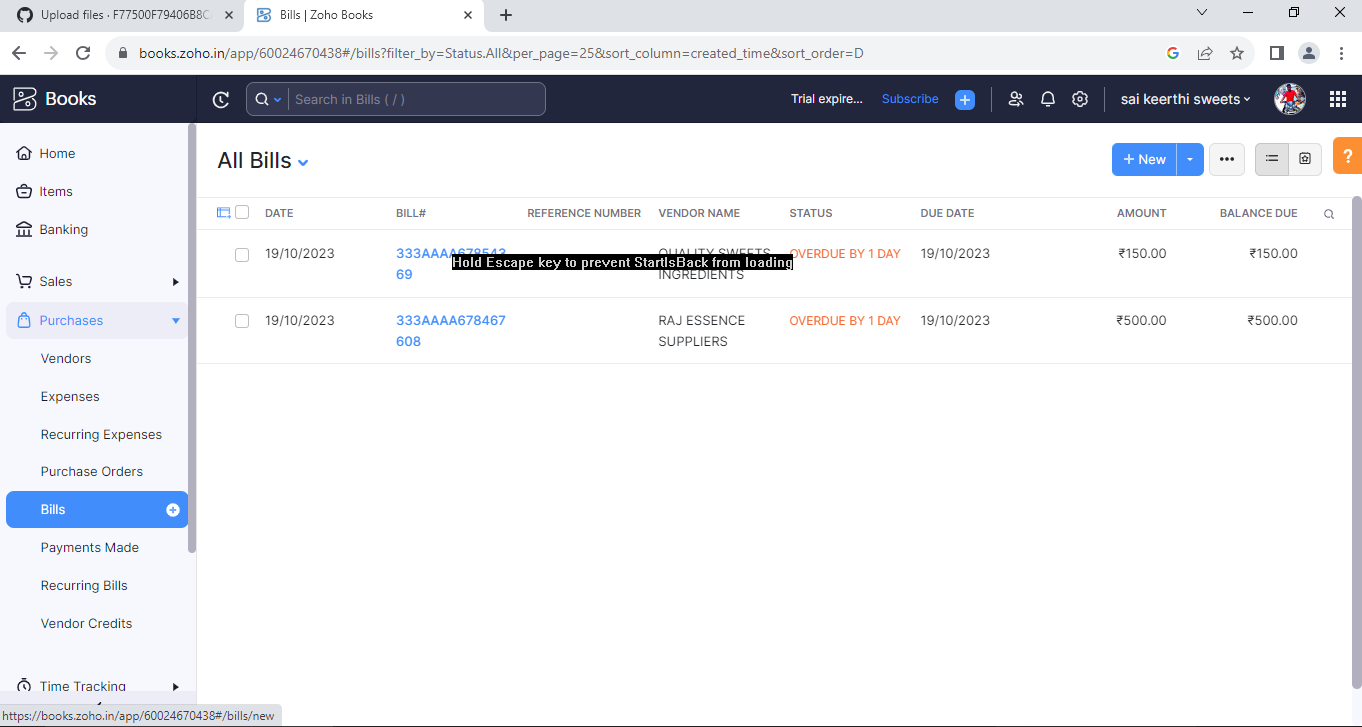 Upload files · F77500F79406B8C
Bills | Zoho Books
books.zoho.in/app/60024670438#/bills?filter_by=Status.All&per_page=25&sort_column=created_time&sort_order=D
Books
Search in Bills ( / )
Trial expire...
Subscribe
sai keerthi sweets
Home
Items
Banking
Sales
Purchases
Vendors
Expenses
Recurring Expenses
Purchase Orders
Bills
Payments Made
Recurring Bills
Vendor Credits
Time Tracking
All Bills
+ New
?
DATE BILL# REFERENCE NUMBER VENDOR NAME STATUS DUE DATE AMOUNT BALANCE DUE
19/10/2023 333AAAA678543 QUALITY SWEETS OVERDUE BY 1 DAY 19/10/2023 ₹150.00 ₹150.00
Hold Escape key to prevent StartIsBack from loading
69 INGREDIENTS
19/10/2023 333AAAA678467 RAJ ESSENCE OVERDUE BY 1 DAY 19/10/2023 ₹500.00 ₹500.00
608 SUPPLIERS
https://books.zoho.in/app/60024670438#/bills/new